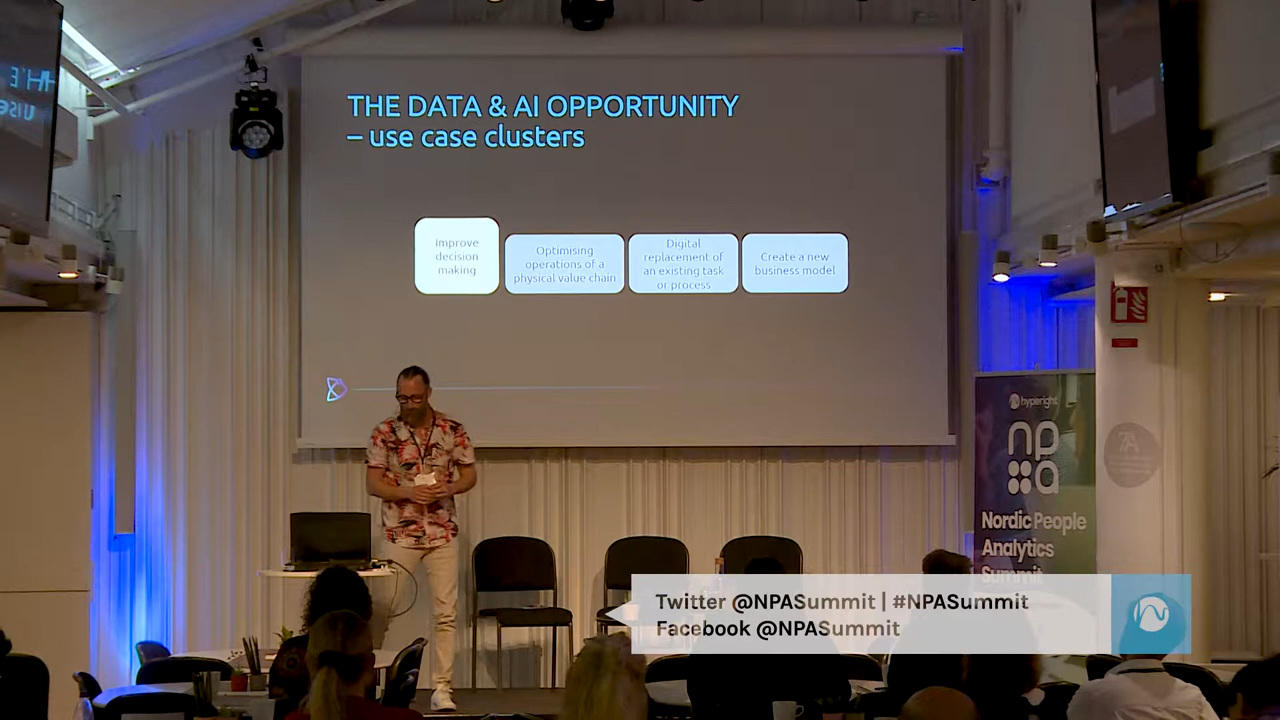 THE DATA & AI OPPORTUNITY
– use case clusters
Improve
decision
making
Optimising
operations of a
physical value chain
Digital
replacement of
an existing task
or process
Create a new
business model
hyperight
npa
Nordic People
Analytics
Summit
Twitter @NPASummit | #NPASummit
Facebook @NPASummit